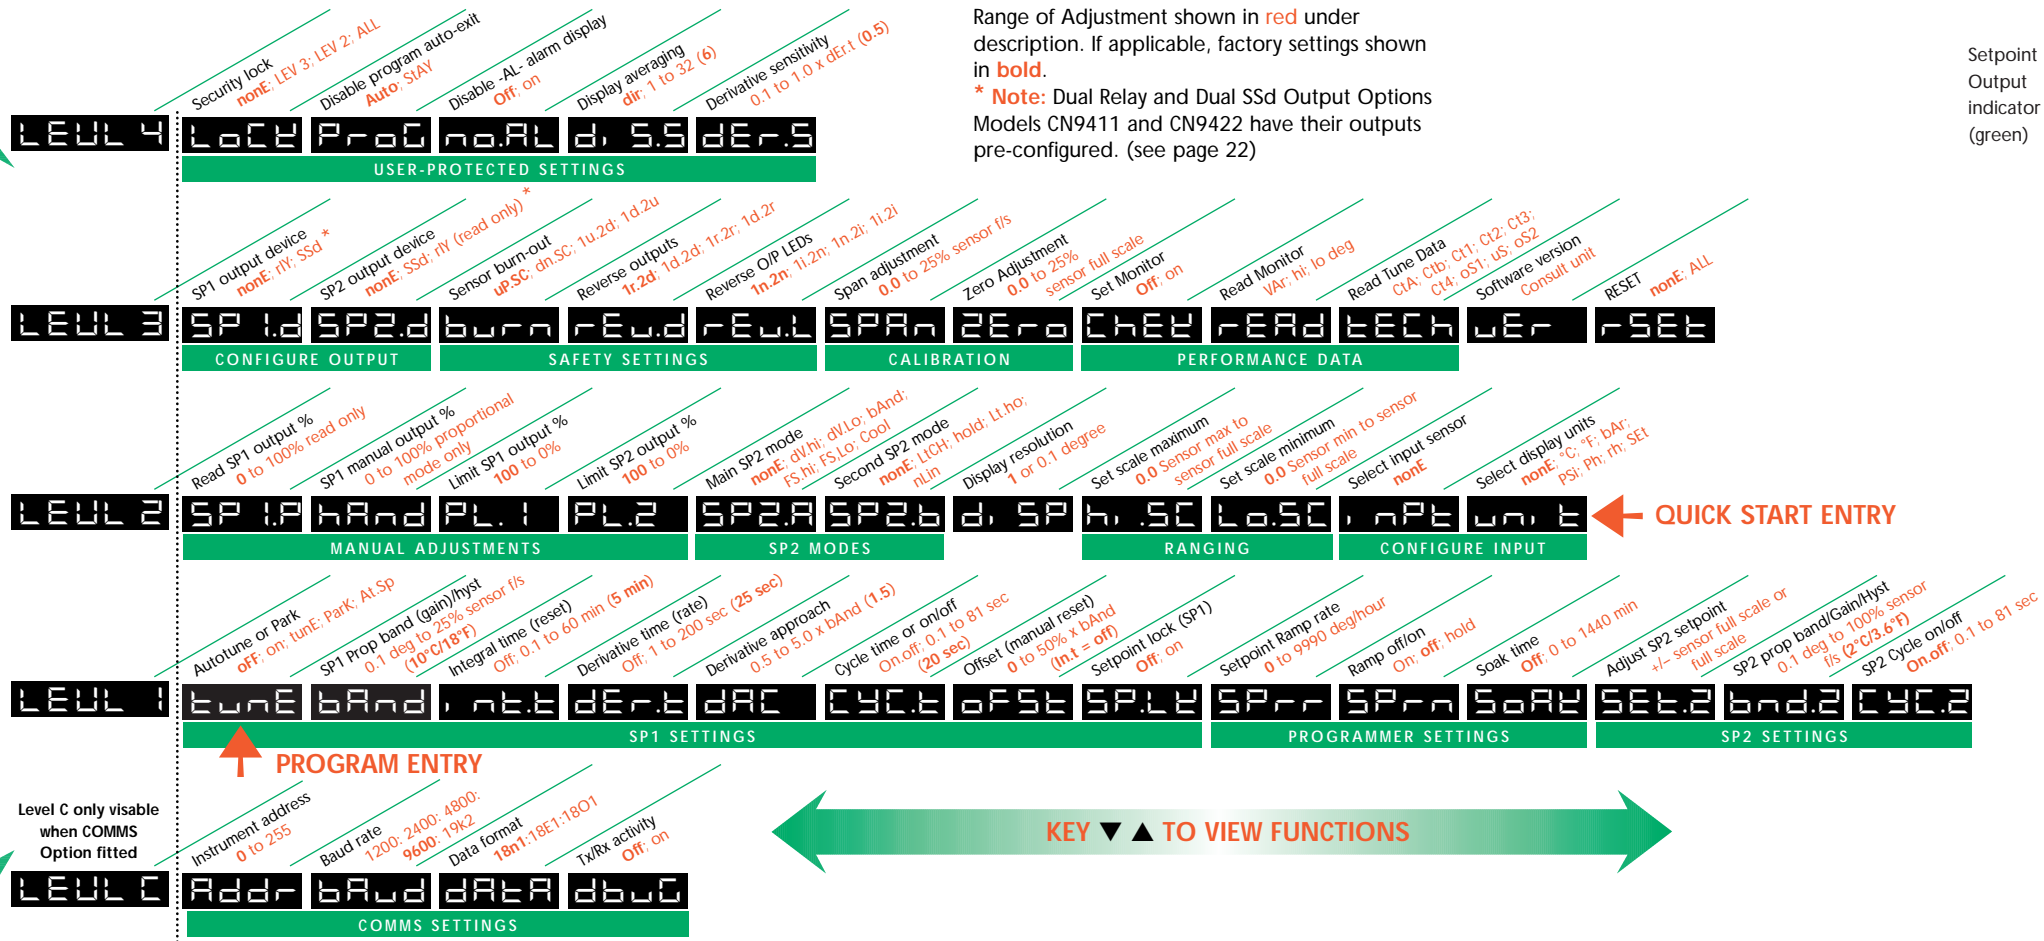 Range of Adjustment shown in red under
description. If applicable, factory settings shown
in bold.
* Note: Dual Relay and Dual SSd Output Options
Models CN9411 and CN9422 have their outputs
pre-configured. (see page 22)
Setpoint
Output
indicator
(green)
Security lock
nonE; LEV 3; LEV 2; ALL
Disable program auto-exit
Auto; StAY
Disable -AL- alarm display
Off; on
Display averaging
dir; 1 to 32 (6)
Derivative sensitivity
0.1 to 1.0 x dEr.t (0.5)
LEUL 4 LoCK ProG no.AL di S.S dEr.S
USER-PROTECTED SETTINGS
SP1 output device
nonE; rlY; SSd *
SP2 output device
nonE; SSd; rlY (read only) *
Sensor burn-out
uP.SC; dn.SC; 1u.2d; 1d.2u
Reverse outputs
1r.2d; 1d.2d; 1r.2r; 1d.2r
Reverse O/P LEDs
1n.2n; 1i.2n; 1n.2i; 1i.2i
Span adjustment
0.0 to 25% sensor f/s
Zero Adjustment
0.0 to 25%
sensor full scale
Set Monitor
Off; on
Read Monitor
VAr; hi; lo deg
Read Tune Data
CtA; Ctb; Ct1; Ct2; Ct3;
Ct4; oS1; uS; oS2
Software version
Consult unit
RESET
nonE; ALL
LEUL 3 SP 1.d SP2.d burn rEu.d rEu.L SPAn ZEro ChEK rEAd tECh uEr rSEt
CONFIGURE OUTPUT SAFETY SETTINGS CALIBRATION PERFORMANCE DATA
Read SP1 output %
0 to 100% read only
SP1 manual output %
0 to 100% proportional
mode only
Limit SP1 output %
100 to 0%
Limit SP2 output %
100 to 0%
Main SP2 mode
nonE; dV.hi; dV.Lo; bAnd;
FS.hi; FS,Lo; Cool
Second SP2 mode
nonE; LtCH; hold; Lt.ho;
nLin
Display resolution
1 or 0.1 degree
Set scale maximum
0.0 Sensor max to
sensor full scale
Set scale minimum
0.0 Sensor min to sensor
full scale
Select input sensor
nonE
Select display units
nonE; °C; °F; bAr;
PSi; Ph; rh; SEt
LEUL 2 SP 1.P hAnd PL. 1 PL.2 SP2.A SP2.b di SP hi .SC Lo.SC inPt unit QUICK START ENTRY
MANUAL ADJUSTMENTS SP2 MODES RANGING CONFIGURE INPUT
Autotune or Park
oFF; on; tunE; ParK; At.Sp
SP1 Prop band (gain)/hyst
0.1 deg to 25% sensor f/s
(10°C/18°F)
Integral time (reset)
Off; 0.1 to 60 min (5 min)
Derivative time (rate)
Off; 1 to 200 sec (25 sec)
Derivative approach
0.5 to 5.0 x bAnd (1.5)
Cycle time or on/off
On.off; 0.1 to 81 sec
(20 sec)
Offset (manual reset)
0 to 50% x bAnd
(In.t = off)
Setpoint lock (SP1)
Off; on
Setpoint Ramp rate
0 to 9990 deg/hour
Ramp off/on
On; off; hold
Soak time
Off; 0 to 1440 min
Adjust SP2 setpoint
+/– sensor full scale or
full scale
SP2 prop band/Gain/Hyst
0.1 deg to 100% sensor
f/s (2°C/3.6°F)
SP2 Cycle on/off
On.off; 0.1 to 81 sec
LEUL 1 tunE bAnd int.t dEr.t dAC CYC.t oFSt SP.LK SPrr SPrn SoAK SEt.2 bnd.2 CYC.2
SP1 SETTINGS PROGRAMMER SETTINGS SP2 SETTINGS
PROGRAM ENTRY
Level C only visable
when COMMS
Option fitted
Instrument address
0 to 255
Baud rate
1200: 2400: 4800:
9600: 19k2
Data format
18n1:18E1:18O1
Tx/Rx activity
Off; on
KEY ▼ ▲ TO VIEW FUNCTIONS
LEUL C Addr bAud dAtA dbuG
COMMS SETTINGS